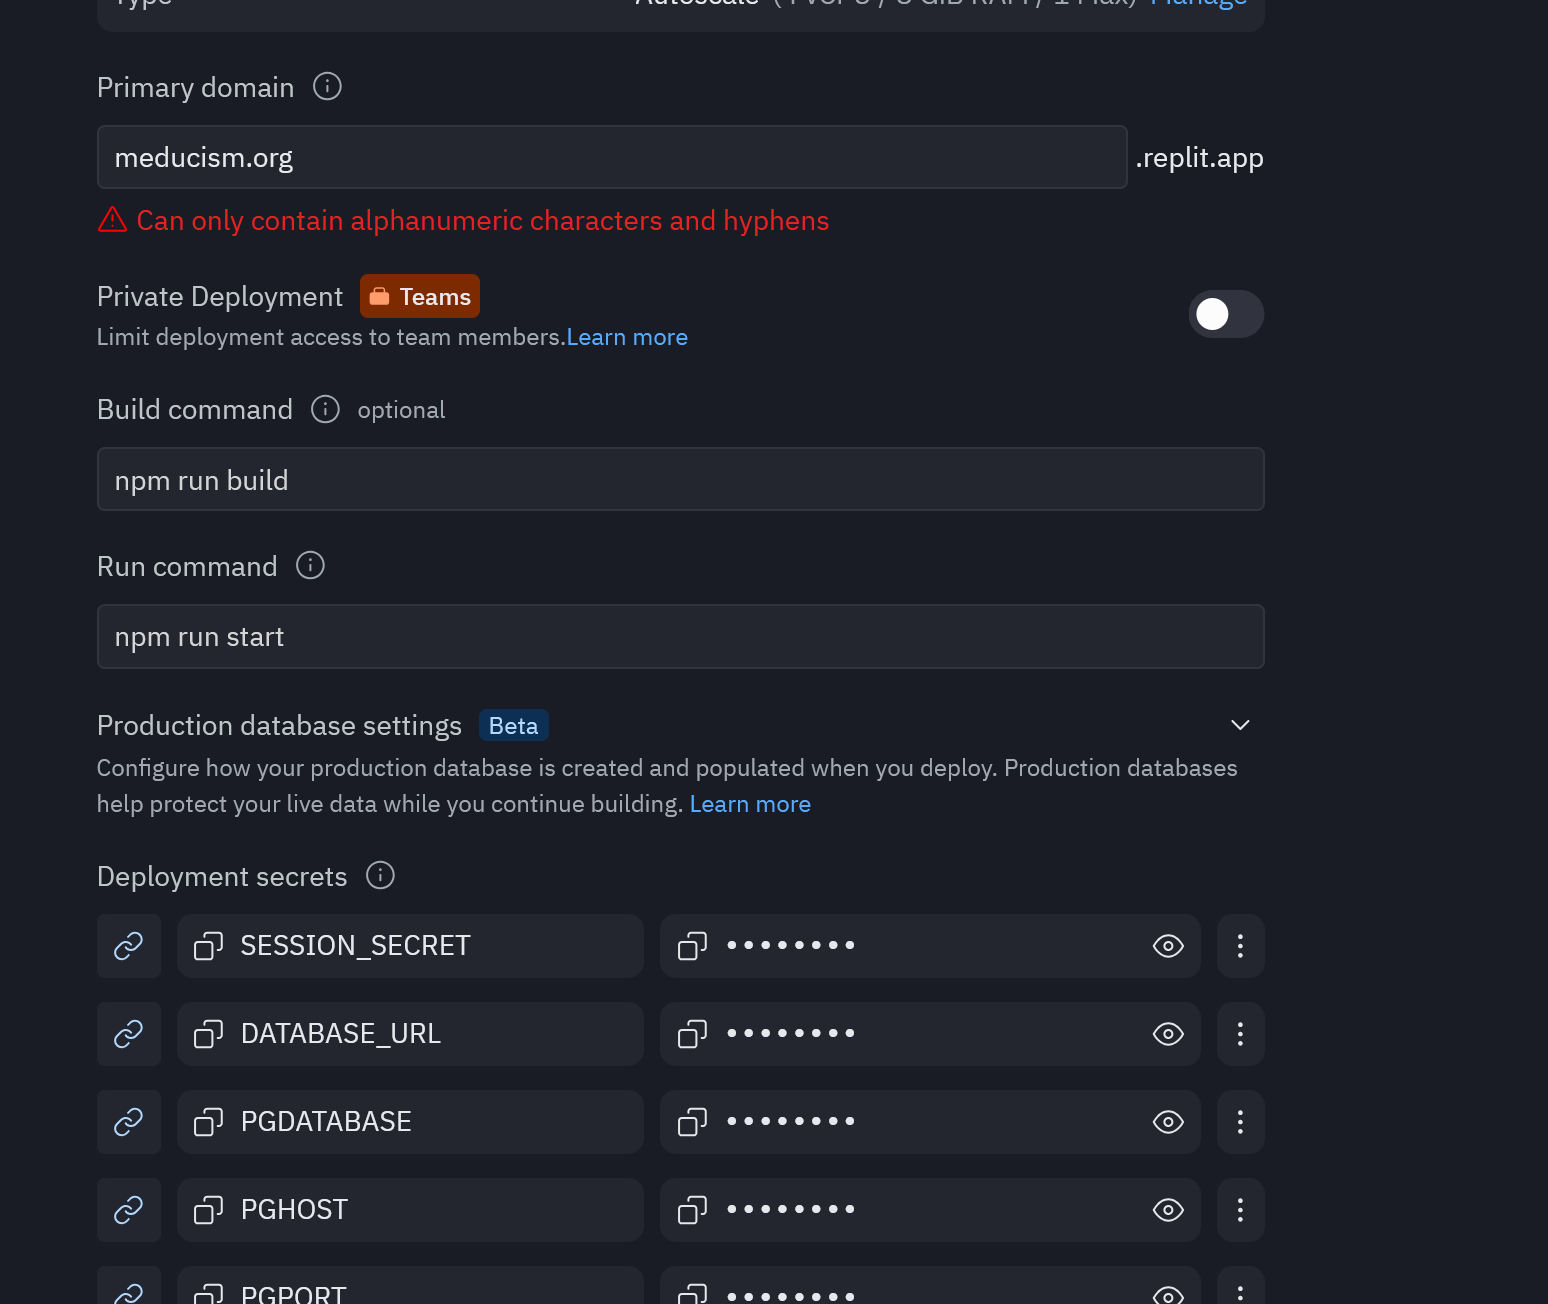 Type Autoscale Manage
Primary domain
meducism.org .replit.app
Can only contain alphanumeric characters and hyphens
Private Deployment Teams
Limit deployment access to team members.Learn more
Build command optional
npm run build
Run command
npm run start
Production database settings Beta
Configure how your production database is created and populated when you deploy. Production databases
help protect your live data while you continue building. Learn more
Deployment secrets
SESSION_SECRET ••••••••
DATABASE_URL ••••••••
PGDATABASE ••••••••
PGHOST ••••••••
PGPORT ••••••••